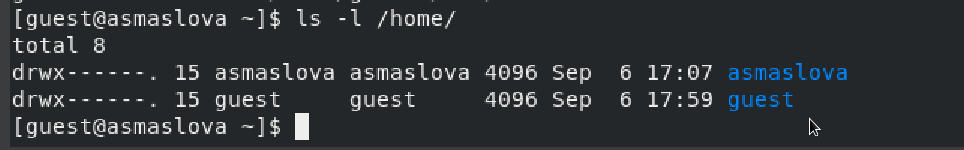 [guest@asmaslova ~]$ ls -l /home/
total 8
drwx------. 15 asmaslova asmaslova 4096 Sep  6 17:07 asmaslova
drwx------. 15 guest     guest     4096 Sep  6 17:59 guest
[guest@asmaslova ~]$